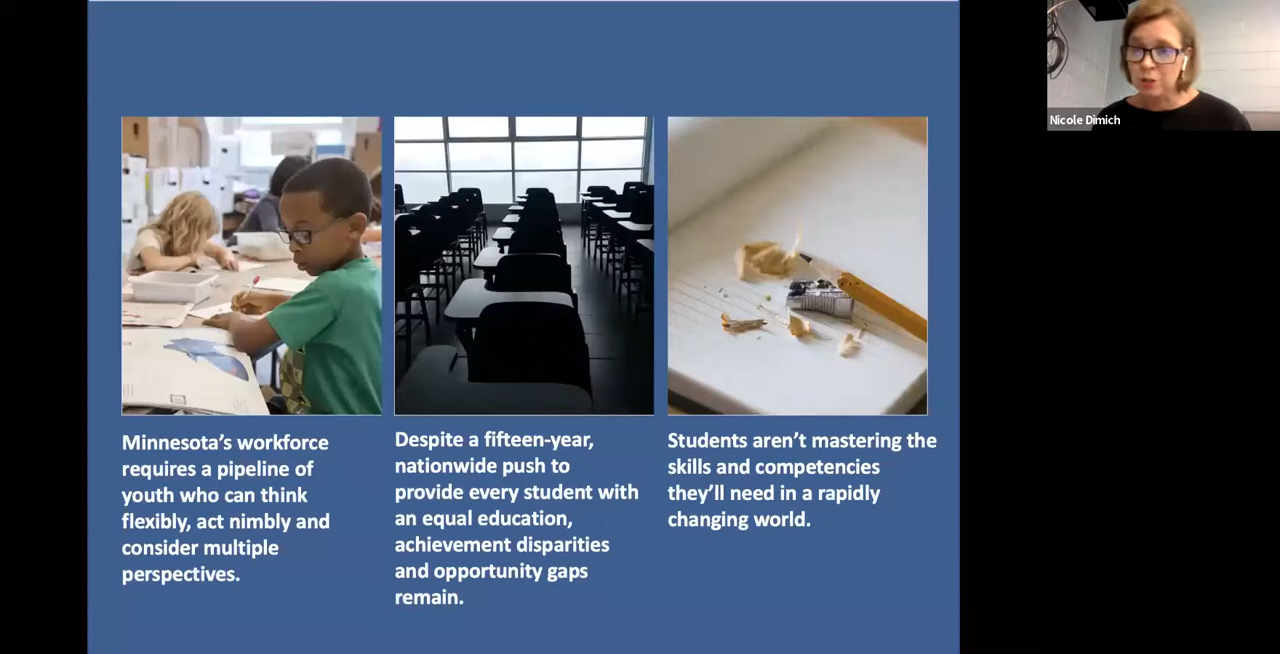 Nicole Dimich
Minnesota’s workforce
requires a pipeline of
youth who can think
flexibly, act nimbly and
consider multiple
perspectives.
Despite a fifteen-year,
nationwide push to
provide every student with
an equal education,
achievement disparities
and opportunity gaps
remain.
Students aren’t mastering the
skills and competencies
they’ll need in a rapidly
changing world.